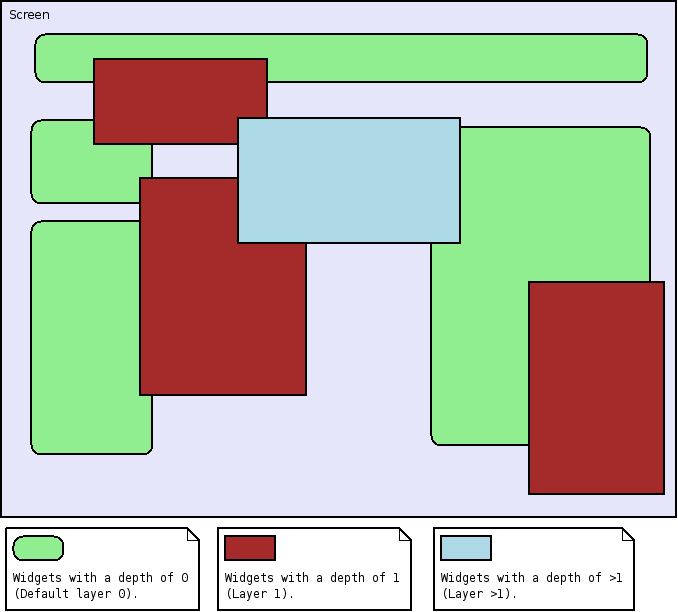 Screen
Widgets with a depth of 0
(Default layer 0).
Widgets with a depth of 1
(Layer 1).
Widgets with a depth of >1
(Layer >1).